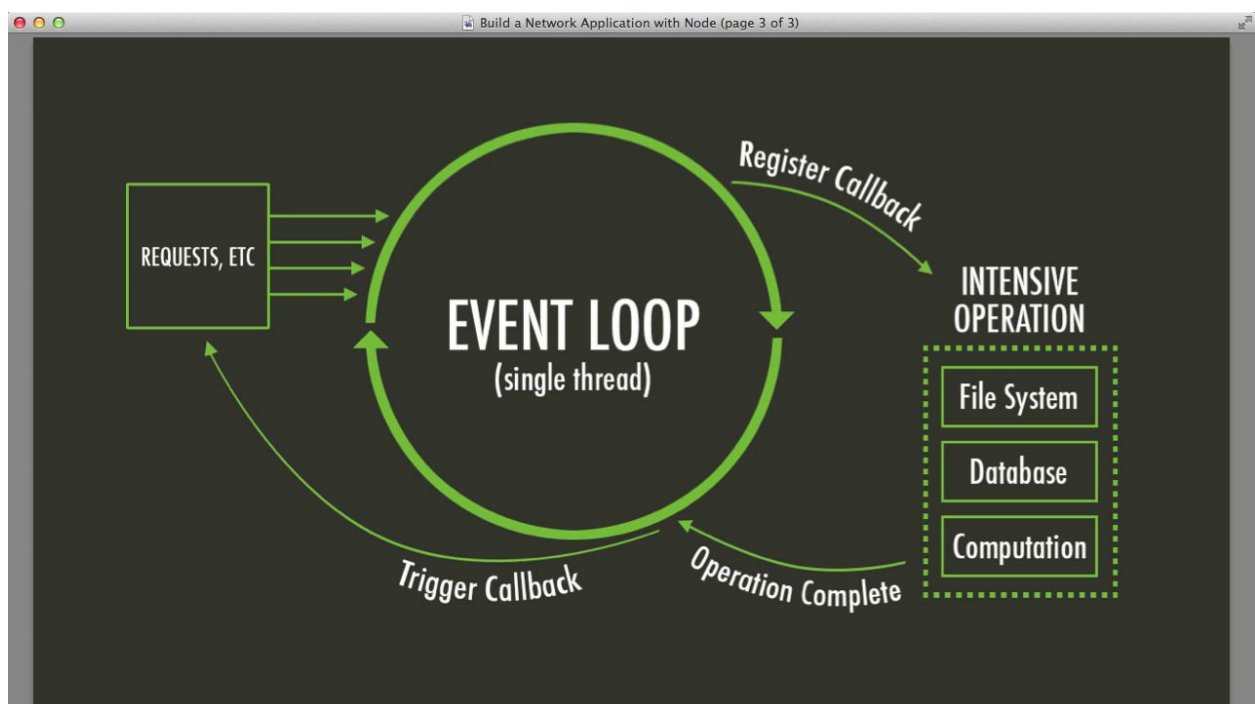 Build a Network Application with Node (page 3 of 3)
Register Callback
REQUESTS, ETC
EVENT LOOP
(single thread)
INTENSIVE
OPERATION
File System
Database
Computation
Operation Complete
Trigger Callback